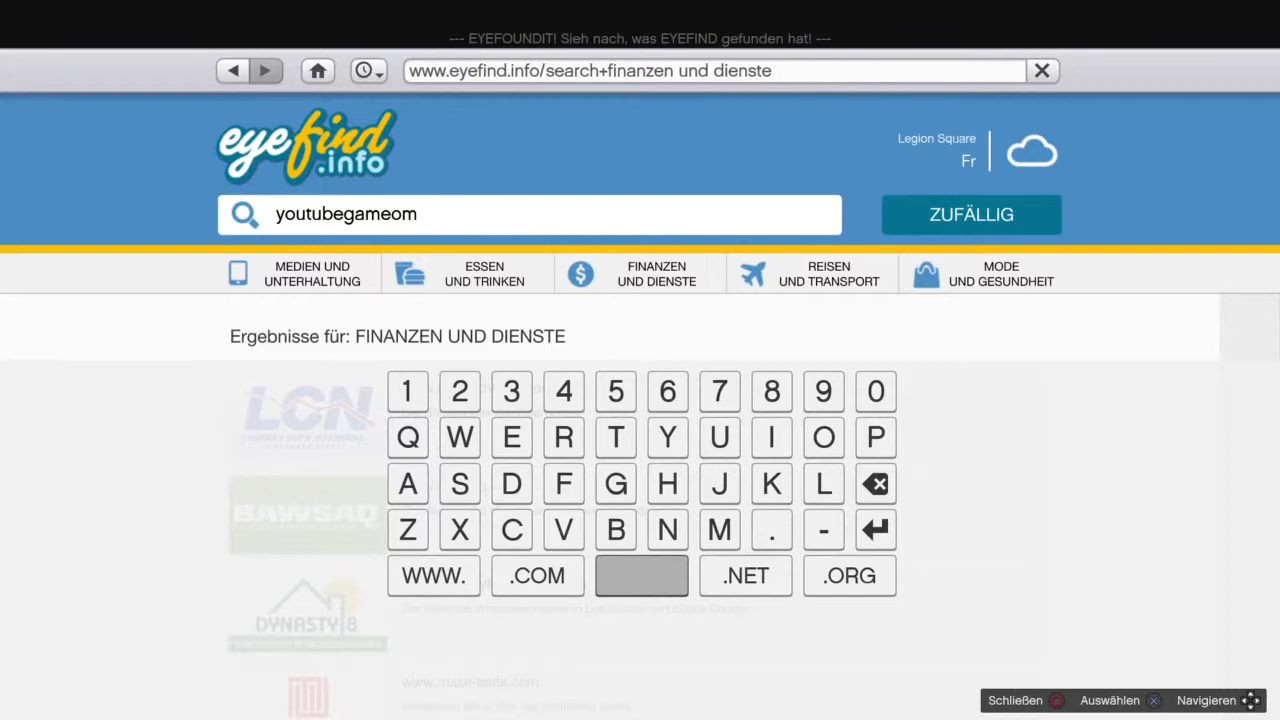 --- EYEFOUNDIT! Sieh nach, was EYEFIND gefunden hat! ---
www.eyefind.info/search+finanzen und dienste
eyefind
.info
Legion Square
Fr
youtubegameom
ZUFÄLLIG
MEDIEN UND
UNTERHALTUNG
ESSEN
UND TRINKEN
FINANZEN
UND DIENSTE
REISEN
UND TRANSPORT
MODE
UND GESUNDHEIT
Ergebnisse für: FINANZEN UND DIENSTE
LCN
1 2 3 4 5 6 7 8 9 0
Q W E R T Y U I O P
BAWSAQ
A S D F G H J K L
Z X C V B N M . -
WWW. .COM .NET .ORG
DYNASTY 8
www.maze-bank.com
Schließen Auswählen Navigieren